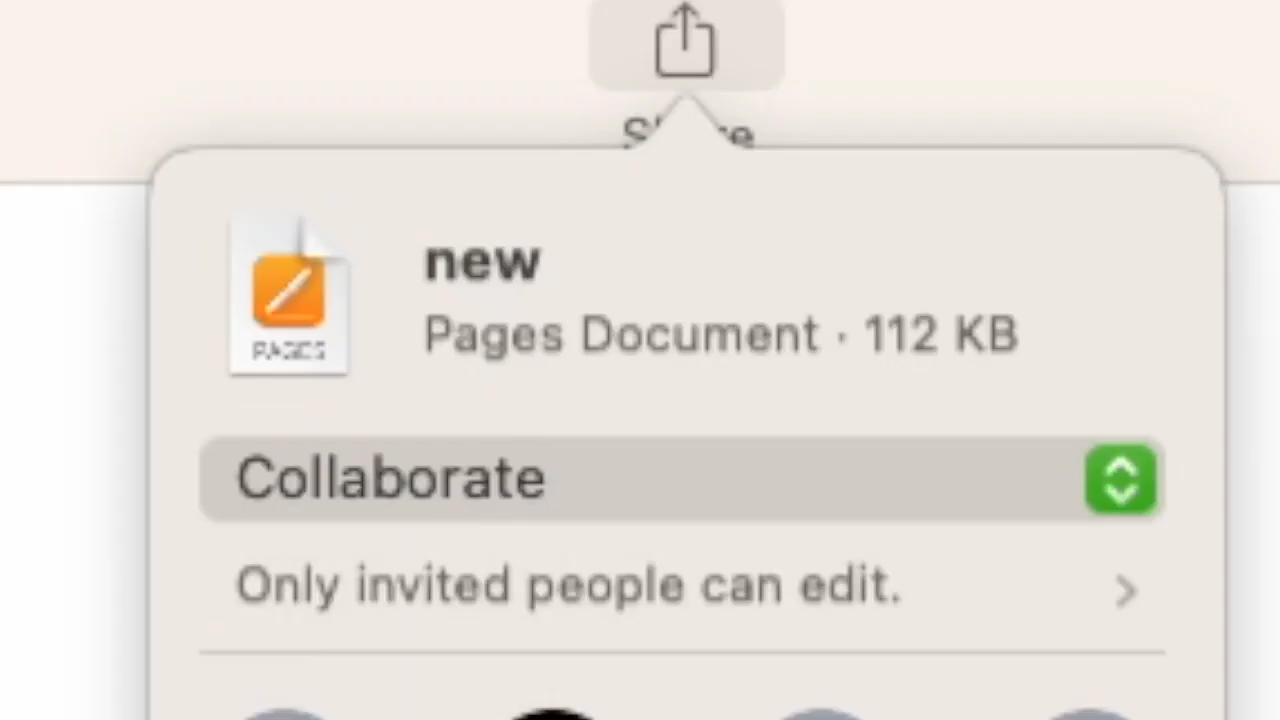 new
Pages Document · 112 KB
PAGES
Collaborate
Only invited people can edit.